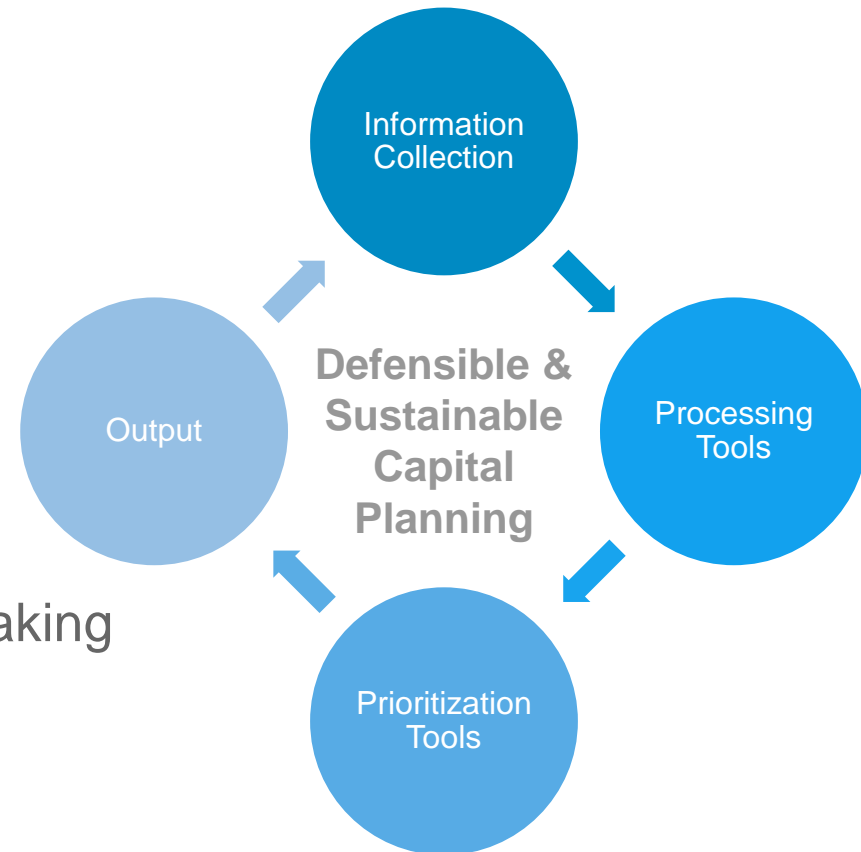 Information
Collection
Defensible &
Sustainable
Capital
Planning
Processing
Tools
Output
aking
Prioritization
Tools